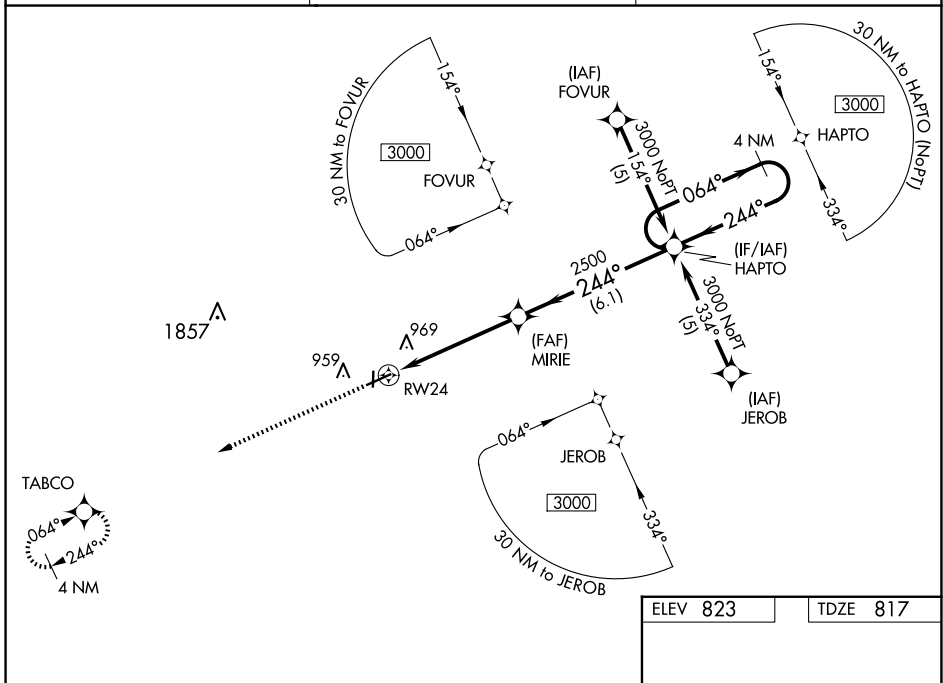 30 NM to FOVUR
154°
3000
FOVUR
064°
(IAF)
FOVUR
3000 NoPT
154°
(5)
4 NM
064°
244°
30 NM to HAPTO (NoPT)
154°
3000
HAPTO
334°
(IF/IAF)
HAPTO
2500
244°
(6.1)
3000 NoPT
334°
(5)
(IAF)
JEROB
1857
959
969
(FAF)
MIRIE
RW24
064°
JEROB
3000
334°
30 NM to JEROB
TABCO
064°
244°
4 NM
ELEV 823
TDZE 817